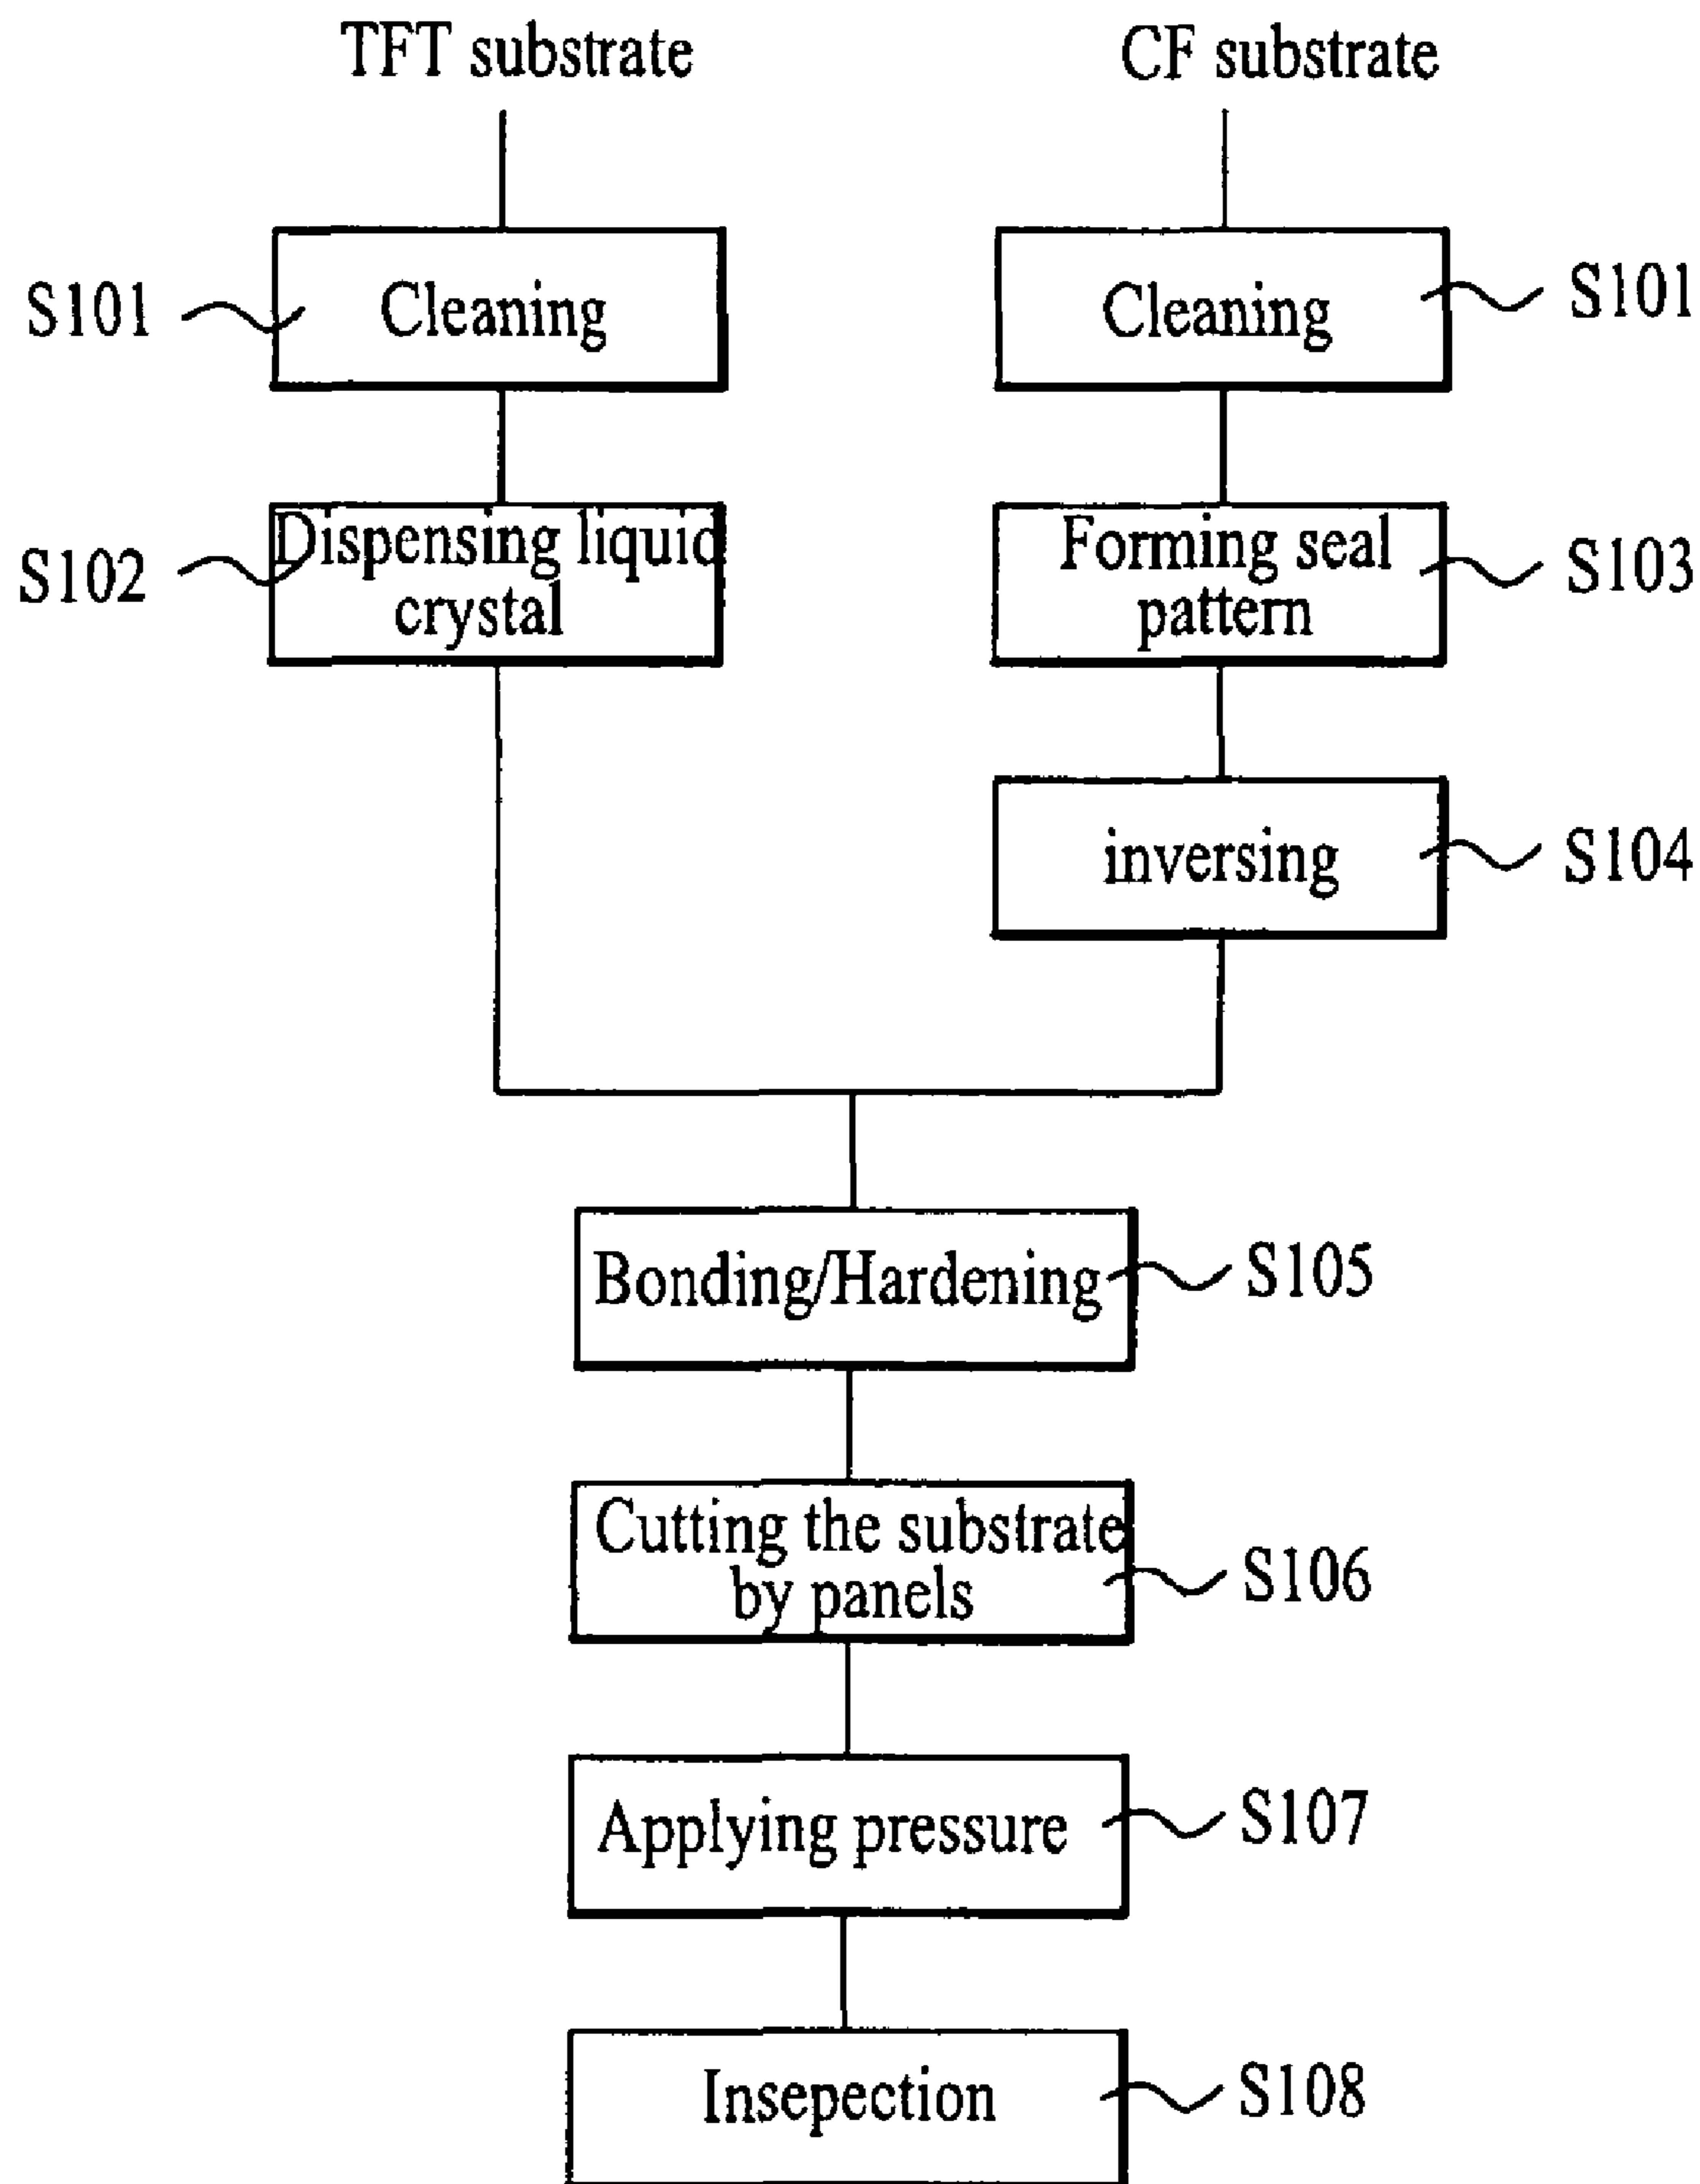 TFT substrate
CF substrate
S101
Cleaning
Cleaning
S101
S102
Dispensing liquid
crystal
Forming seal
pattern
S103
inversing
S104
Bonding/Hardening
S105
Cutting the substrate
by panels
S106
Applying pressure
S107
Insepection
S108